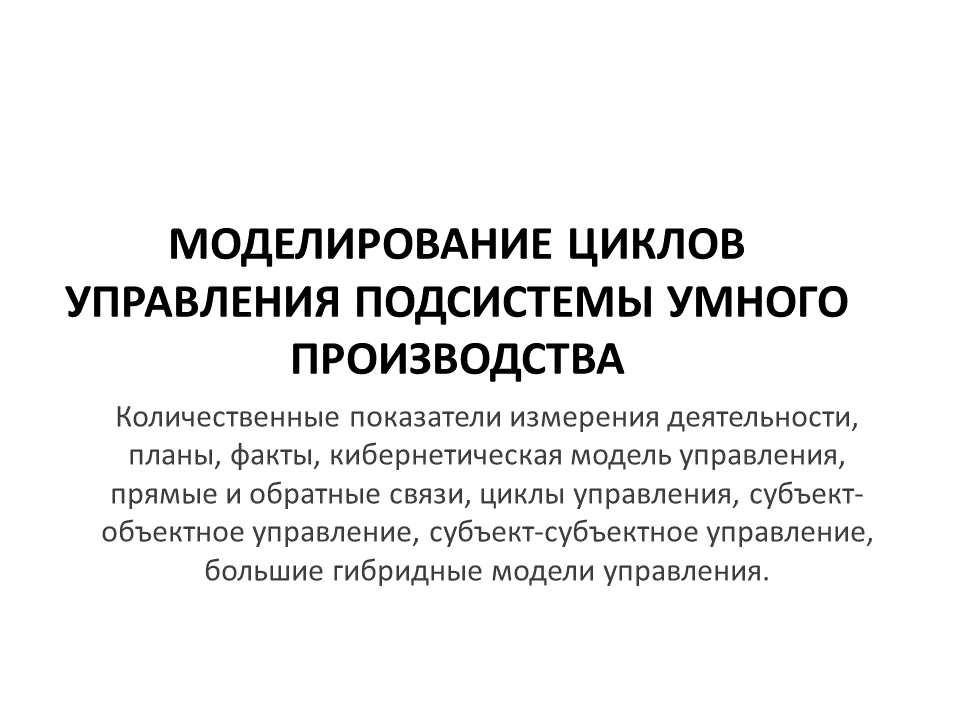 МОДЕЛИРОВАНИЕ ЦИКЛОВ
УПРАВЛЕНИЯ ПОДСИСТЕМЫ УМНОГО
ПРОИЗВОДСТВА
Количественные показатели измерения деятельности,
планы, факты, кибернетическая модель управления,
прямые и обратные связи, циклы управления, субъект-
объектное управление, субъект-субъектное управление,
большие гибридные модели управления.